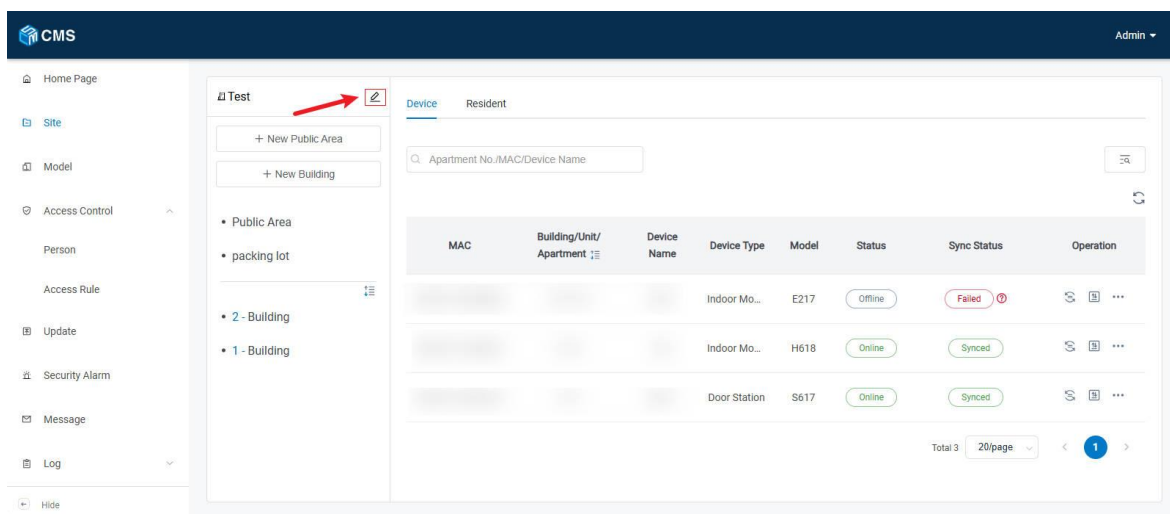 CMS
Admin
Home Page
Site
Model
Access Control
Person
Access Rule
Update
Security Alarm
Message
Log
Hide
Test
+ New Public Area
+ New Building
• Public Area
• packing lot
• 2 - Building
• 1 - Building
Device Resident
Apartment No./MAC/Device Name
MAC Building/Unit/Apartment Device Name Device Type Model Status Sync Status Operation
Indoor Mo... E217 Offline Failed
Indoor Mo... H618 Online Synced
Door Station S617 Online Synced
Total 3 20/page < 1 >